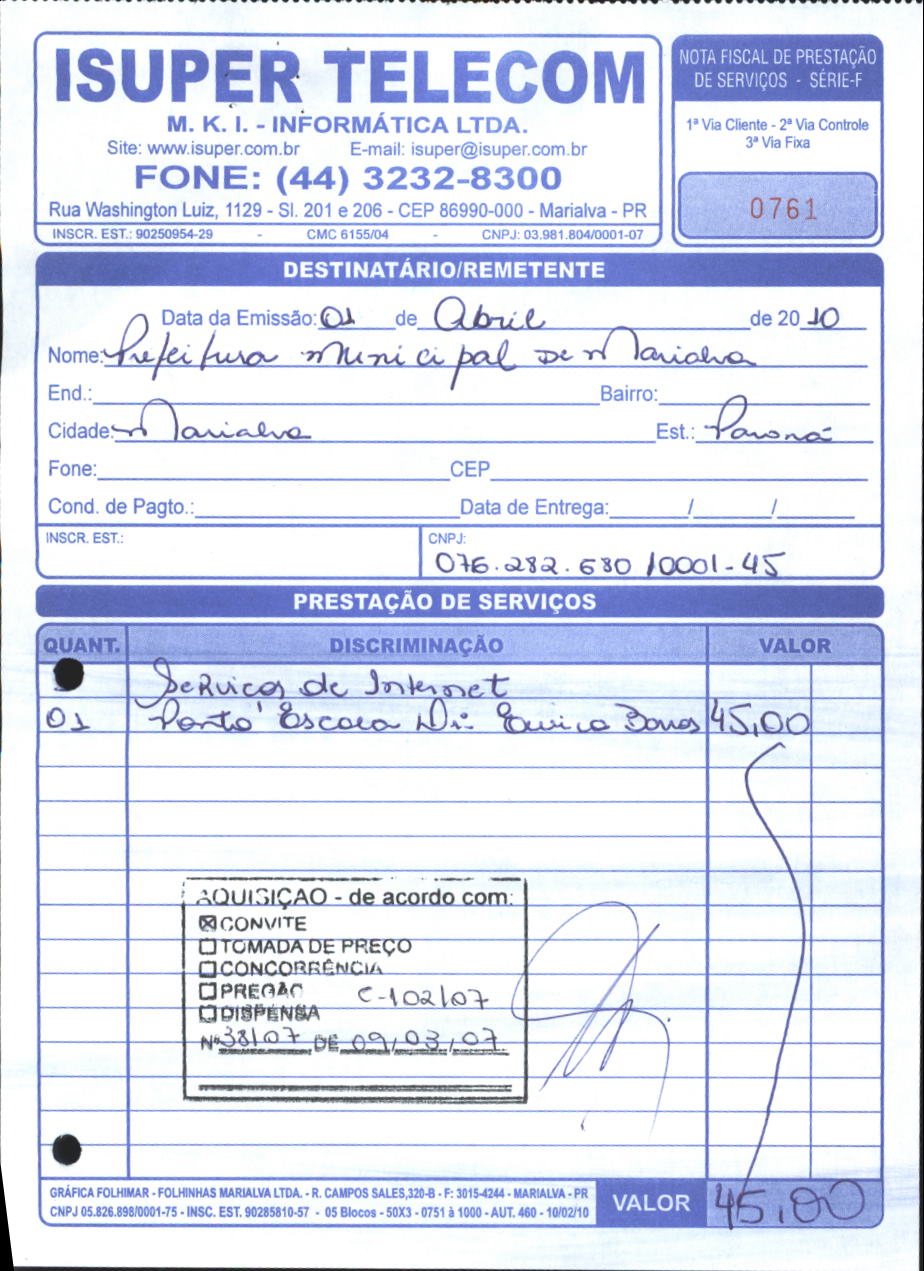 ISUPER TELECOM
M. K. I. - INFORMÁTICA LTDA.
Site: www.isuper.com.br E-mail: isuper@isuper.com.br
FONE: (44) 3232-8300
Rua Washington Luiz, 1129 - Sl. 201 e 206 - CEP 86990-000 - Marialva - PR
INSCR. EST.: 90250954-29 - CMC 6155/04 - CNPJ: 03.981.804/0001-07
NOTA FISCAL DE PRESTAÇÃO
DE SERVIÇOS - SÉRIE-F
1ª Via Cliente - 2ª Via Controle
3ª Via Fixa
0761
DESTINATÁRIO/REMETENTE
Data da Emissão: 01 de Abril de 2010
Nome: Prefeitura Municipal de Marialva
End.: Bairro:
Cidade: Marialva Est.: Paraná
Fone: CEP
Cond. de Pagto.: Data de Entrega: / /
INSCR. EST.: CNPJ:
076.282.680/0001-45
PRESTAÇÃO DE SERVIÇOS
QUANT. DISCRIMINAÇÃO VALOR
Serviços de Internet
01 Ponto Escola 45,00
AQUISIÇÃO - de acordo com:
☒ CONVITE
☐ TOMADA DE PREÇO
☐ CONCORRÊNCIA
☐ PREGÃO C-102/07
☐ DISPENSA
Nº 38/07 DE 09/03/07
GRÁFICA FOLHIMAR - FOLHINHAS MARIALVA LTDA. - R. CAMPOS SALES,320-B - F: 3015-4244 - MARIALVA - PR
CNPJ 05.826.898/0001-75 - INSC. EST. 90285810-57 - 05 Blocos - 50X3 - 0751 à 1000 - AUT. 460 - 10/02/10
VALOR 45,00